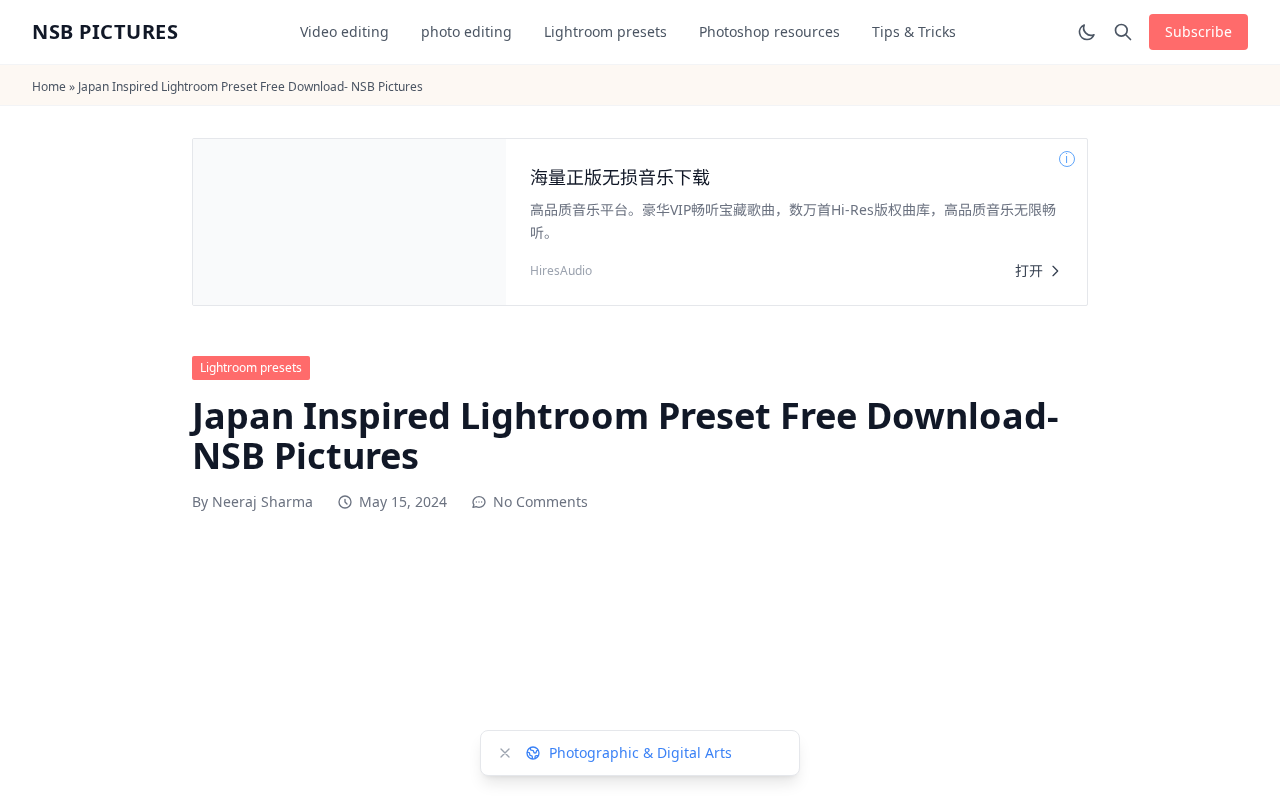 NSB PICTURES
Video editing
photo editing
Lightroom presets
Photoshop resources
Tips & Tricks
Subscribe
Home » Japan Inspired Lightroom Preset Free Download- NSB Pictures
海量正版无损音乐下载
高品质音乐平台。豪华VIP畅听宝藏歌曲，数万首Hi-Res版权曲库，高品质音乐无限畅
听。
HiresAudio
打开
Lightroom presets
Japan Inspired Lightroom Preset Free Download-
NSB Pictures
By Neeraj Sharma
May 15, 2024
No Comments
Photographic & Digital Arts